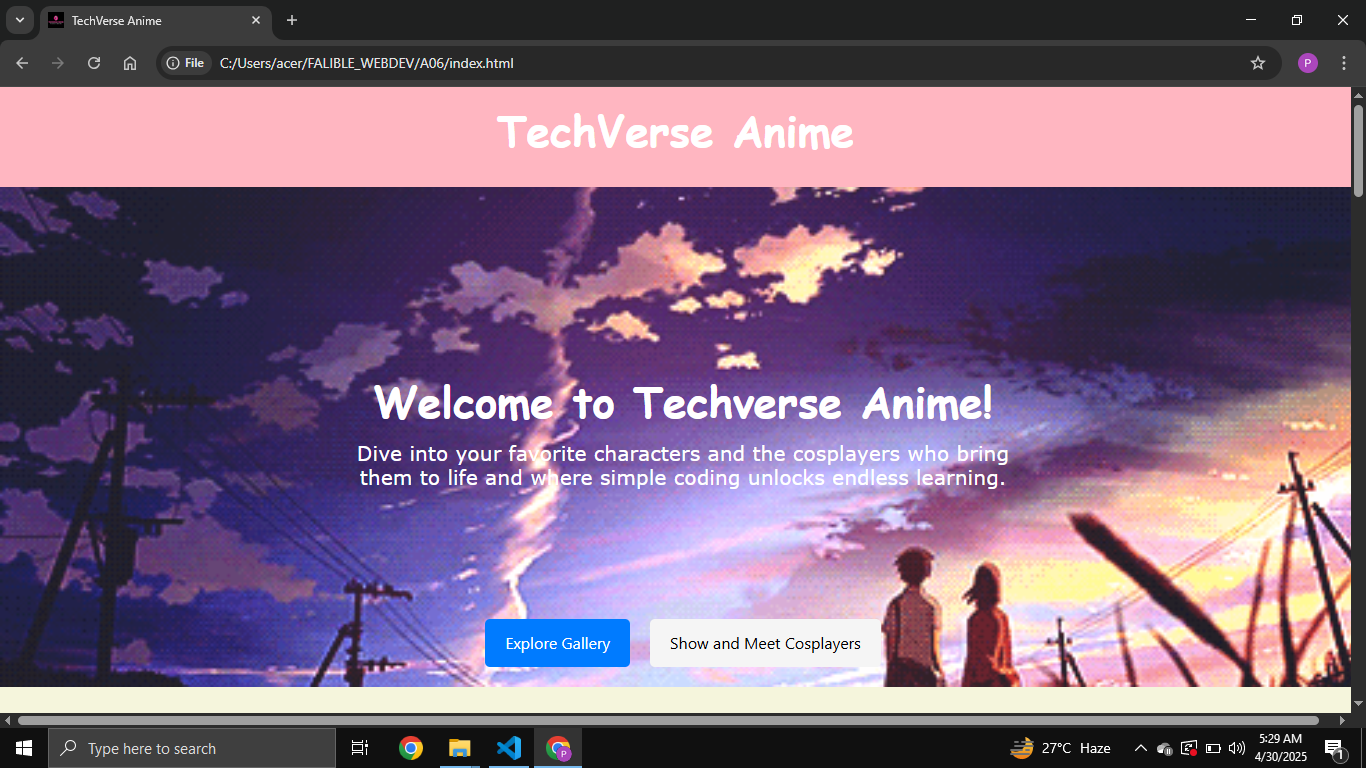 TechVerse Anime
File
C:/Users/acer/FALIBLE_WEBDEV/A06/index.html
P
TechVerse Anime
Welcome to Techverse Anime!
Dive into your favorite characters and the cosplayers who bring
them to life and where simple coding unlocks endless learning.
Explore Gallery
Show and Meet Cosplayers
Type here to search
P
27°C Haze
5:29 AM
4/30/2025
1